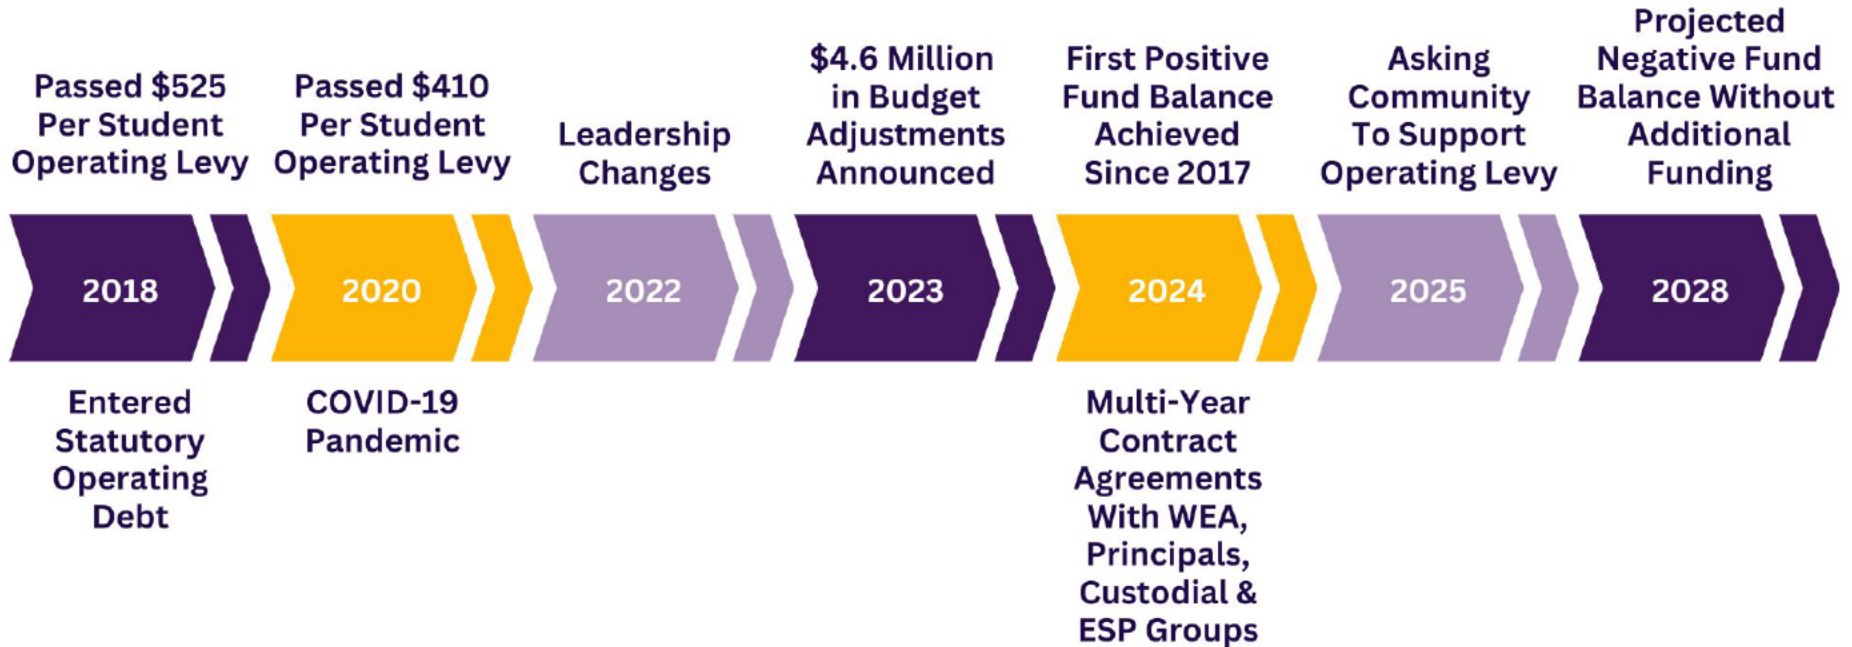 Passed $525
Per Student
Operating Levy
2018
Entered
Statutory
Operating
Debt
Passed $410
Per Student
Operating Levy
2020
COVID-19
Pandemic
Leadership
Changes
2022
$4.6 Million
in Budget
Adjustments
Announced
2023
First Positive
Fund Balance
Achieved
Since 2017
2024
Multi-Year
Contract
Agreements
With WEA,
Principals,
Custodial &
ESP Groups
Asking
Community
To Support
Operating Levy
2025
Projected
Negative Fund
Balance Without
Additional
Funding
2028